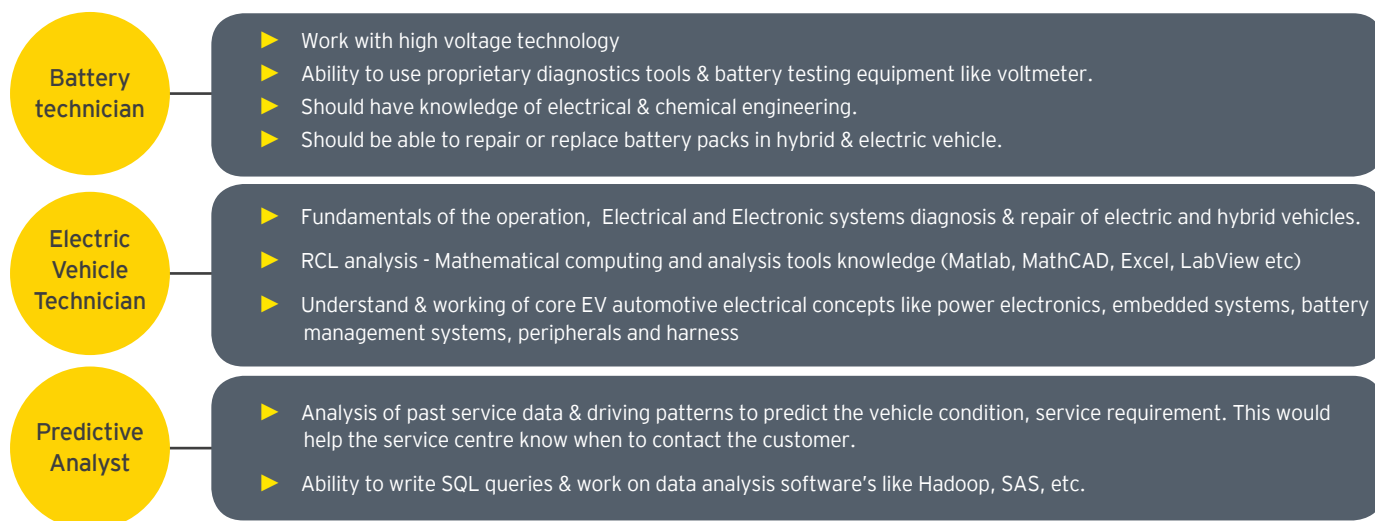 Battery
technician
► Work with high voltage technology
► Ability to use proprietary diagnostics tools & battery testing equipment like voltmeter.
► Should have knowledge of electrical & chemical engineering.
► Should be able to repair or replace battery packs in hybrid & electric vehicle.
Electric
Vehicle
Technician
► Fundamentals of the operation, Electrical and Electronic systems diagnosis & repair of electric and hybrid vehicles.
► RCL analysis - Mathematical computing and analysis tools knowledge (Matlab, MathCAD, Excel, LabView etc)
► Understand & working of core EV automotive electrical concepts like power electronics, embedded systems, battery
management systems, peripherals and harness
Predictive
Analyst
► Analysis of past service data & driving patterns to predict the vehicle condition, service requirement. This would
help the service centre know when to contact the customer.
► Ability to write SQL queries & work on data analysis software's like Hadoop, SAS, etc.